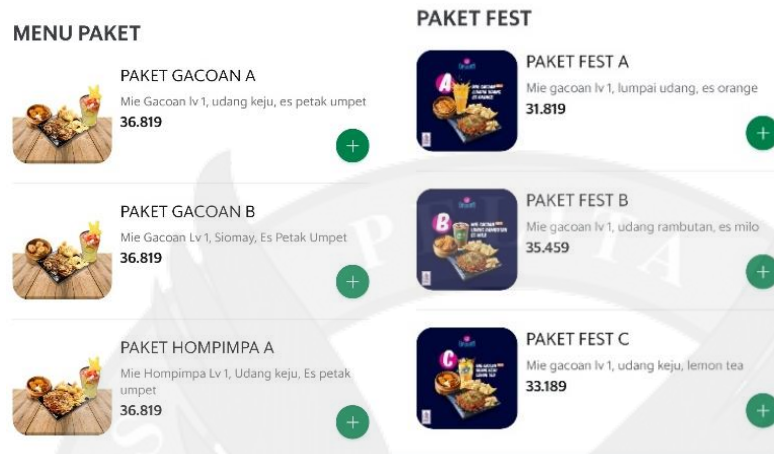 MENU PAKET
PAKET GACOAN A
Mie Gacoan lv 1, udang keju, es petak umpet
36.819
PAKET GACOAN B
Mie Gacoan Lv 1, Siomay, Es Petak Umpet
36.819
PAKET HOMPIMPA A
Mie Hompimpa Lv 1, Udang keju, Es petak
umpet
36.819
PAKET FEST
A
PAKET FEST A
Mie gacoan lv 1, lumpai udang, es orange
31.819
B
PAKET FEST B
Mie gacoan lv 1, udang rambutan, es milo
35.459
C
PAKET FEST C
Mie gacoan lv 1, udang keju, lemon tea
33.189
PELITA